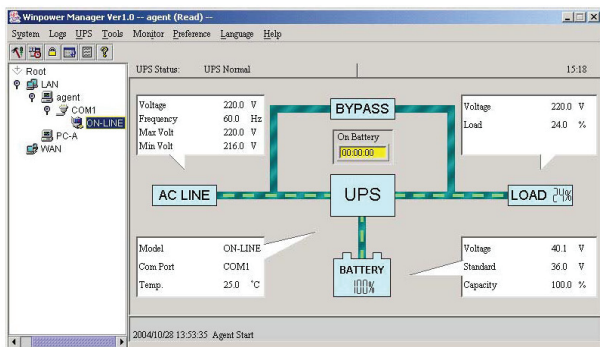 Winpower Manager Ver1.0 -- agent (Read) --
System Logs UPS Tools Monitor Preference Language Help
Root
LAN
agent
COM1
ON-LINE
PC-A
WAN
UPS Status: UPS Normal 15:18
Voltage 220.0 V
Frequency 60.0 Hz
Max Volt 220.0 V
Min Volt 216.0 V
BYPASS
On Battery
00:00:00
Voltage 220.0 V
Load 24.0 %
AC LINE
UPS
LOAD 24%
Model ON-LINE
Com Port COM1
Temp. 25.0 °C
BATTERY
100%
Voltage 40.1 V
Standard 36.0 V
Capacity 100.0 %
2004/10/28 13:53:35 Agent Start